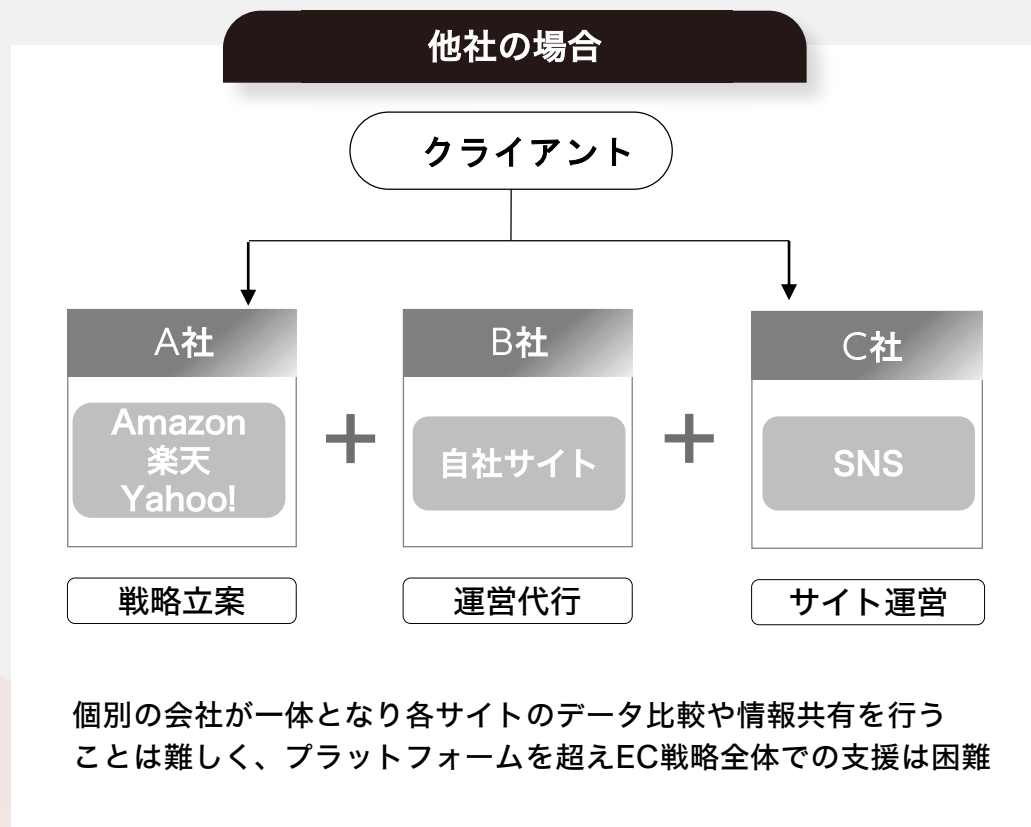 他社の場合
クライアント
A社
Amazon
楽天
Yahoo!
戦略立案
+
B社
自社サイト
運営代行
+
C社
SNS
サイト運営
個別の会社が一体となり各サイトのデータ比較や情報共有を行う
ことは難しく、プラットフォームを超えEC戦略全体での支援は困難